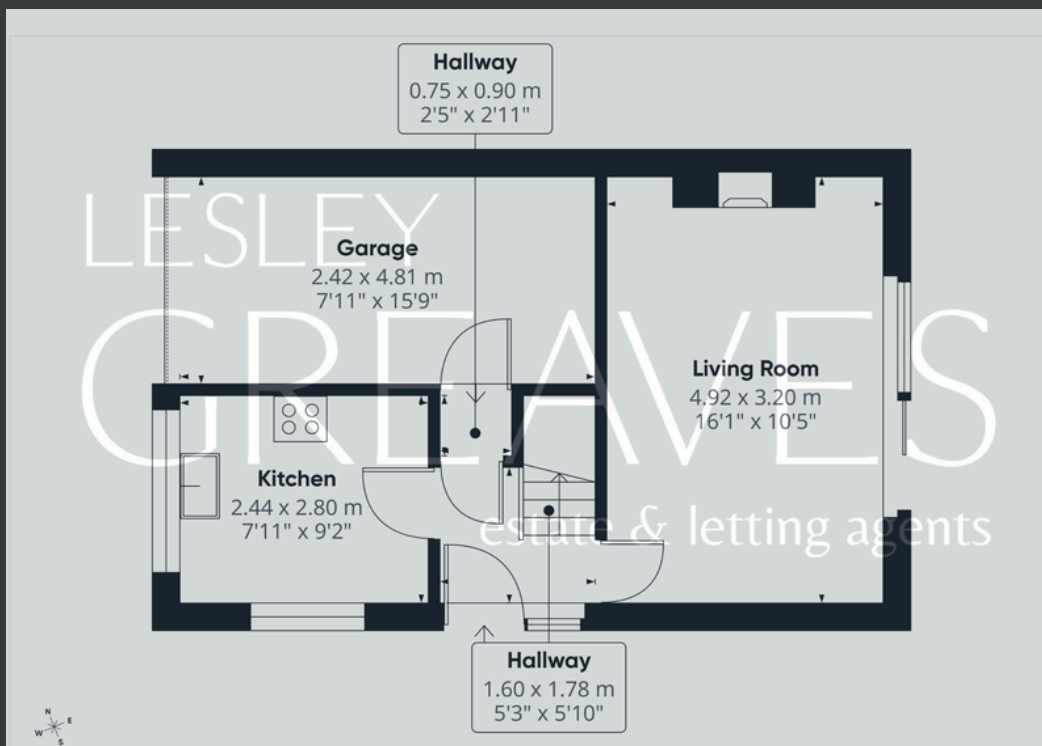 Hallway
0.75 x 0.90 m
2'5" x 2'11"
LESLEY
GREAVES
estate & letting agents
Garage
2.42 x 4.81 m
7'11" x 15'9"
Living Room
4.92 x 3.20 m
16'1" x 10'5"
Kitchen
2.44 x 2.80 m
7'11" x 9'2"
Hallway
1.60 x 1.78 m
5'3" x 5'10"
N
E
W
S